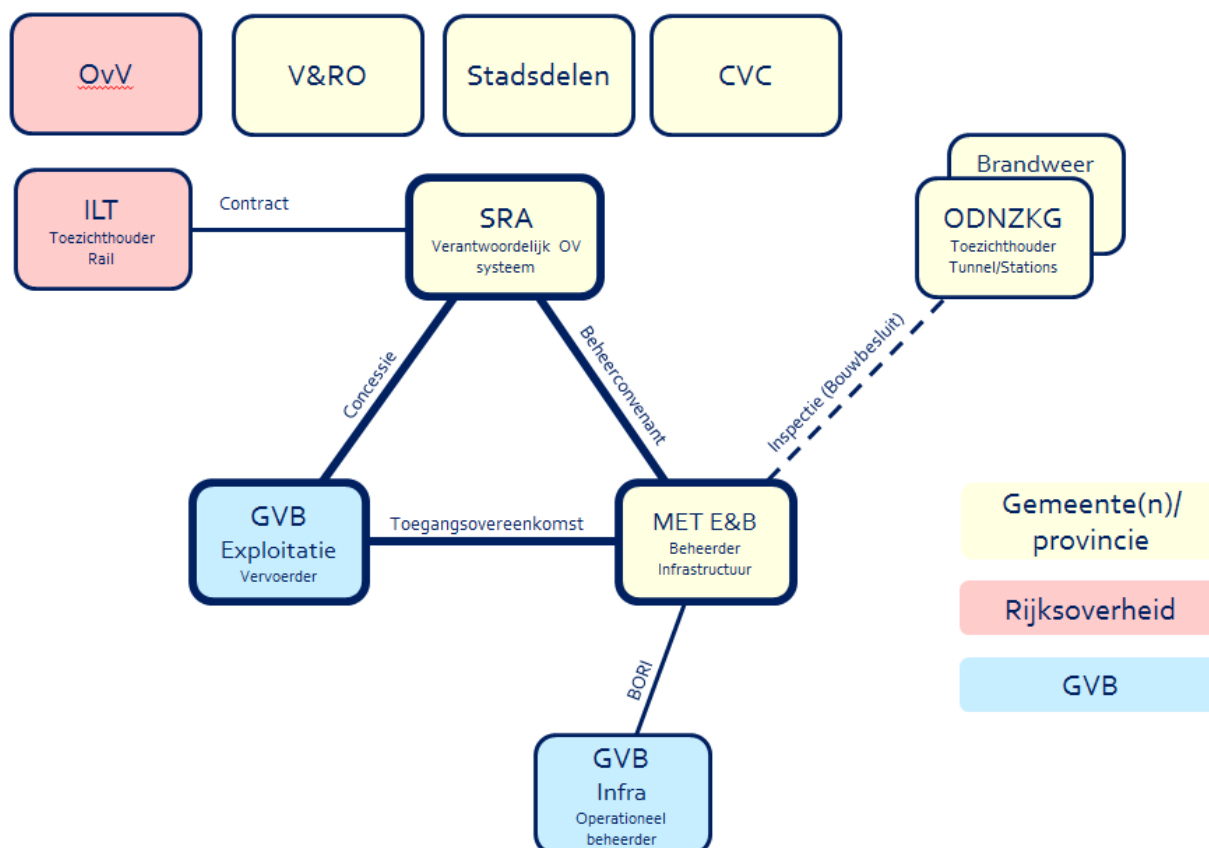 OvV
V&RO
Stadsdelen
CVC
Brandweer
ILT
Toezichthouder
Rail
Contract
SRA
Verantwoordelijk OV
systeem
ODNZKG
Toezichthouder
Tunnel/Stations
Concessie
Beheerconvenant
Inspectie (Bouwbesluit)
GVB
Exploitatie
Vervoerder
Toegangsovereenkomst
MET E&B
Beheerder
Infrastructuur
BORI
GVB
Infra
Operationeel
beheerder
Gemeente(n)/
provincie
Rijksoverheid
GVB